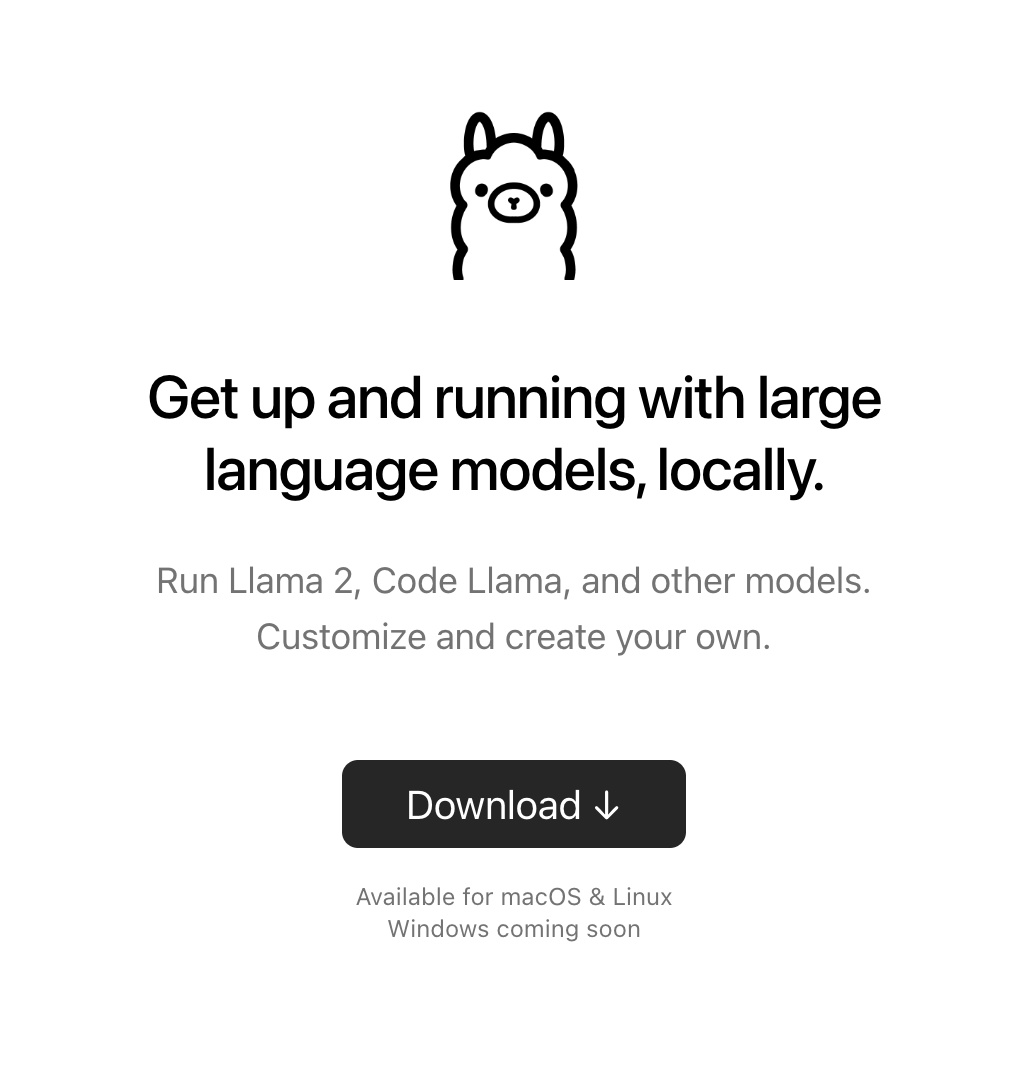 Get up and running with large
language models, locally.
Run Llama 2, Code Llama, and other models.
Customize and create your own.
Download ↓
Available for macOS & Linux
Windows coming soon